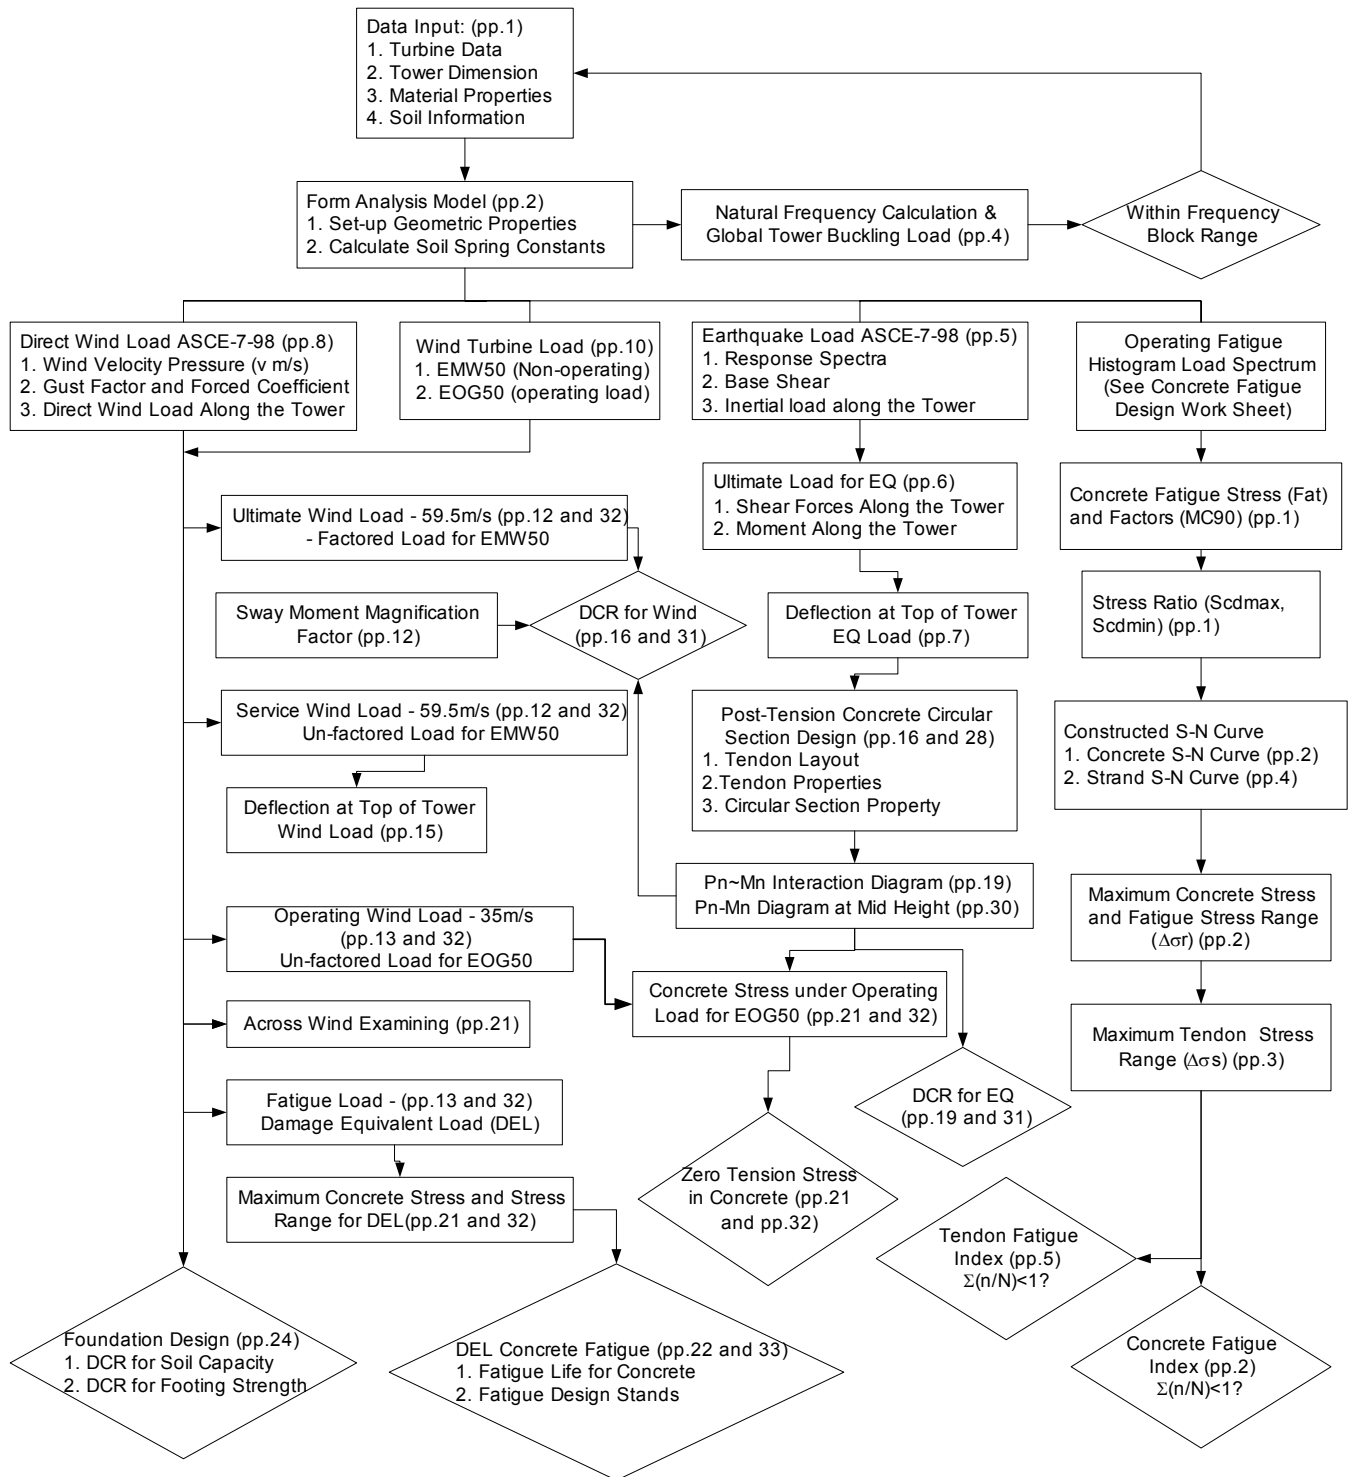 Data Input: (pp.1)
1. Turbine Data
2. Tower Dimension
3. Material Properties
4. Soil Information
Form Analysis Model (pp.2)
1. Set-up Geometric Properties
2. Calculate Soil Spring Constants
Natural Frequency Calculation &
Global Tower Buckling Load (pp.4)
Within Frequency
Block Range
Direct Wind Load ASCE-7-98 (pp.8)
1. Wind Velocity Pressure (v m/s)
2. Gust Factor and Forced Coefficient
3. Direct Wind Load Along the Tower
Wind Turbine Load (pp.10)
1. EMW50 (Non-operating)
2. EOG50 (operating load)
Earthquake Load ASCE-7-98 (pp.5)
1. Response Spectra
2. Base Shear
3. Inertial load along the Tower
Operating Fatigue
Histogram Load Spectrum
(See Concrete Fatigue
Design Work Sheet)
Ultimate Wind Load - 59.5m/s (pp.12 and 32)
- Factored Load for EMW50
Ultimate Load for EQ (pp.6)
1. Shear Forces Along the Tower
2. Moment Along the Tower
Concrete Fatigue Stress (Fat)
and Factors (MC90) (pp.1)
Sway Moment Magnification
Factor (pp.12)
DCR for Wind
(pp.16 and 31)
Deflection at Top of Tower
EQ Load (pp.7)
Stress Ratio (Scdmax,
Scdmin) (pp.1)
Service Wind Load - 59.5m/s (pp.12 and 32)
Un-factored Load for EMW50
Post-Tension Concrete Circular
Section Design (pp.16 and 28)
1. Tendon Layout
2.Tendon Properties
3. Circular Section Property
Constructed S-N Curve
1. Concrete S-N Curve (pp.2)
2. Strand S-N Curve (pp.4)
Deflection at Top of Tower
Wind Load (pp.15)
Pn~Mn Interaction Diagram (pp.19)
Pn-Mn Diagram at Mid Height (pp.30)
Maximum Concrete Stress
and Fatigue Stress Range
(Δσr) (pp.2)
Operating Wind Load - 35m/s
(pp.13 and 32)
Un-factored Load for EOG50
Concrete Stress under Operating
Load for EOG50 (pp.21 and 32)
Across Wind Examining (pp.21)
Maximum Tendon Stress
Range (Δσs) (pp.3)
Fatigue Load - (pp.13 and 32)
Damage Equivalent Load (DEL)
DCR for EQ
(pp.19 and 31)
Maximum Concrete Stress and Stress
Range for DEL(pp.21 and 32)
Zero Tension Stress
in Concrete (pp.21
and pp.32)
Tendon Fatigue
Index (pp.5)
Σ(n/N)<1?
Foundation Design (pp.24)
1. DCR for Soil Capacity
2. DCR for Footing Strength
DEL Concrete Fatigue (pp.22 and 33)
1. Fatigue Life for Concrete
2. Fatigue Design Stands
Concrete Fatigue
Index (pp.2)
Σ(n/N)<1?